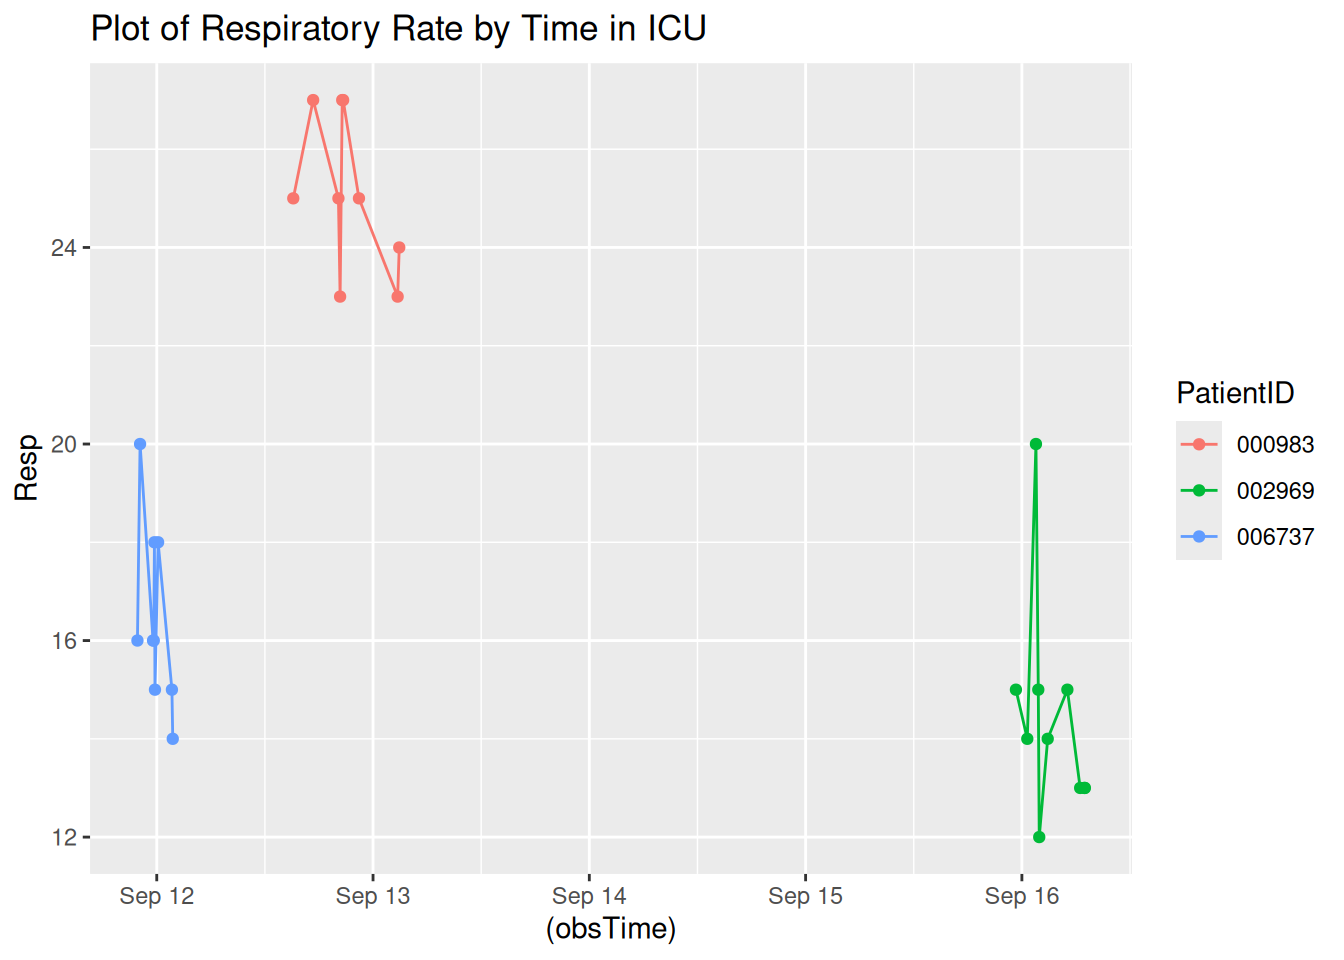 Plot of Respiratory Rate by Time in ICU
24
20
16
12
Resp
Sep 12
Sep 13
Sep 14
Sep 15
Sep 16
(obsTime)
PatientID
000983
002969
006737